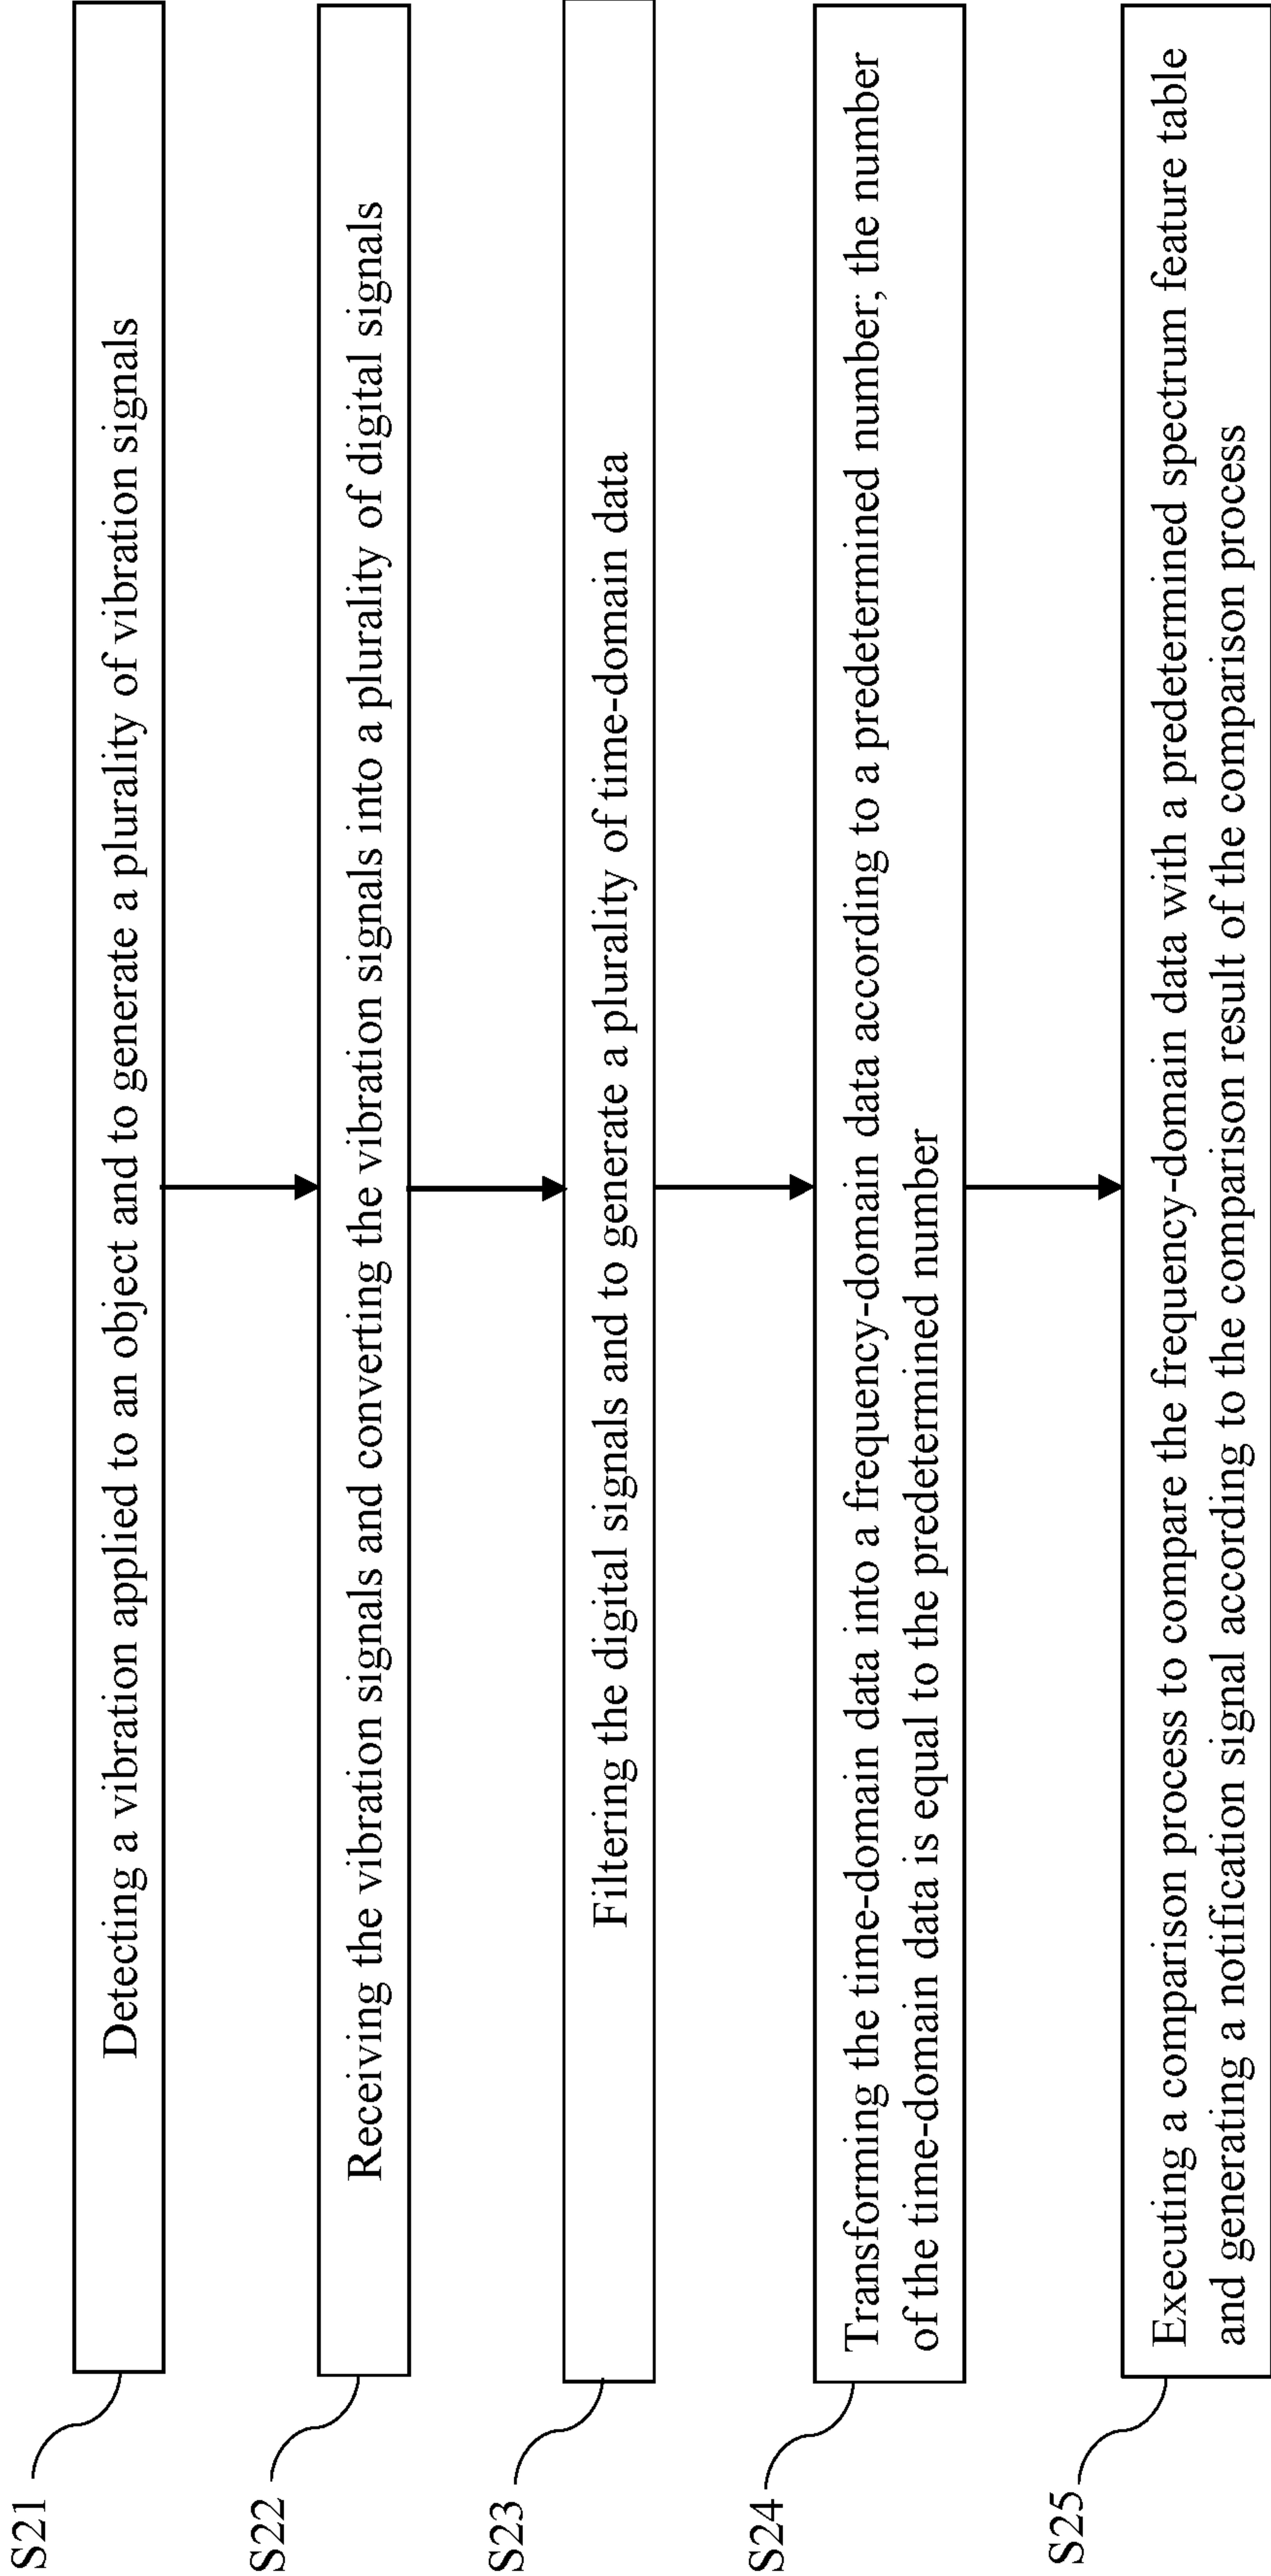 S21
Detecting a vibration applied to an object and to generate a plurality of vibration signals
S22
Receiving the vibration signals and converting the vibration signals into a plurality of digital signals
S23
Filtering the digital signals and to generate a plurality of time-domain data
S24
Transforming the time-domain data into a frequency-domain data according to a predetermined number; the number
of the time-domain data is equal to the predetermined number
S25
Executing a comparison process to compare the frequency-domain data with a predetermined spectrum feature table
and generating a notification signal according to the comparison result of the comparison process